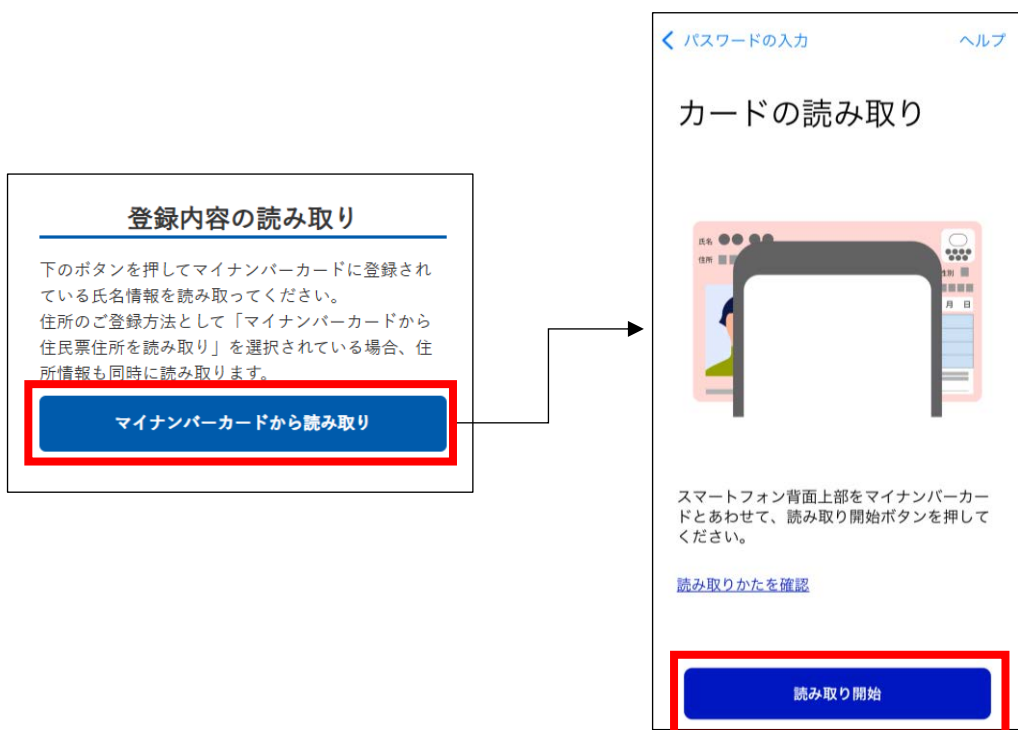 登録内容の読み取り
下のボタンを押してマイナンバーカードに登録され
ている氏名情報を読み取ってください。
住所のご登録方法として「マイナンバーカードから
住民票住所を読み取り」を選択されている場合、住
所情報も同時に読み取ります。
マイナンバーカードから読み取り
パスワードの入力 ヘルプ
カードの読み取り
氏名
住所
性別
月 日
スマートフォン背面上部をマイナンバーカー
ドとあわせて、読み取り開始ボタンを押して
ください。
読み取りかたを確認
読み取り開始